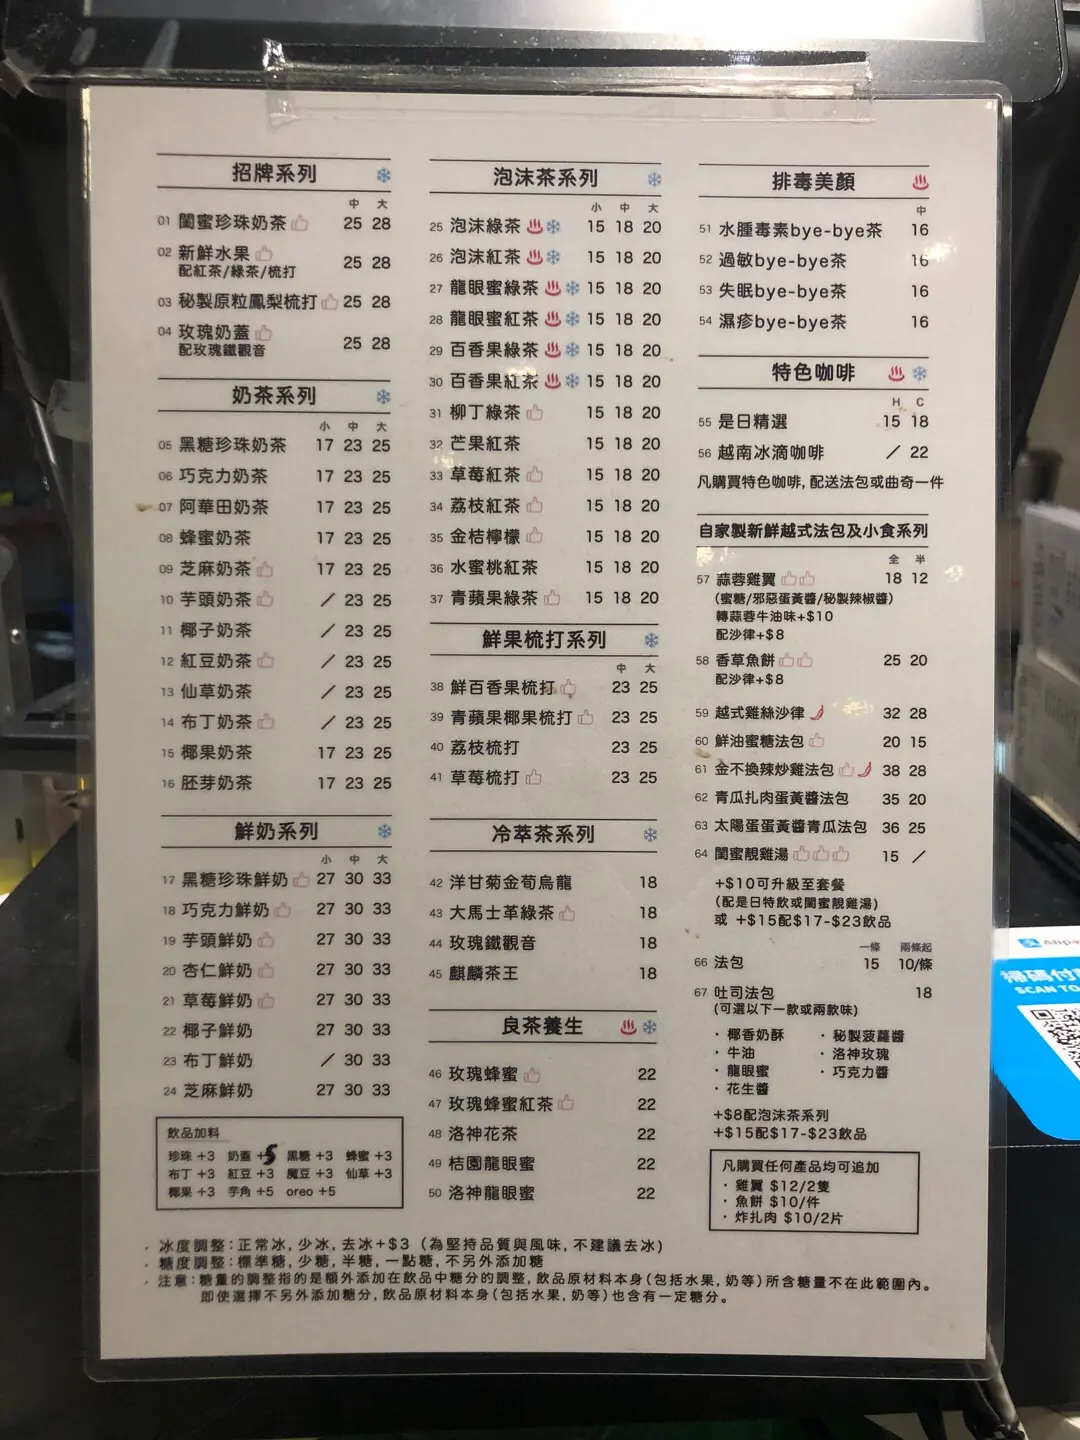 招牌系列
中 大
01 閨蜜珍珠奶茶 25 28
02 新鮮水果 25 28
配紅茶/綠茶/梳打
03 秘製原粒鳳梨梳打 25 28
04 玫瑰奶蓋 25 28
配玫瑰鐵觀音
奶茶系列
小 中 大
05 黑糖珍珠奶茶 17 23 25
06 巧克力奶茶 17 23 25
07 阿華田奶茶 17 23 25
08 蜂蜜奶茶 17 23 25
09 芝麻奶茶 17 23 25
10 芋頭奶茶 / 23 25
11 椰子奶茶 / 23 25
12 紅豆奶茶 / 23 25
13 仙草奶茶 / 23 25
14 布丁奶茶 / 23 25
15 椰果奶茶 17 23 25
16 胚芽奶茶 17 23 25
鮮奶系列
小 中 大
17 黑糖珍珠鮮奶 27 30 33
18 巧克力鮮奶 27 30 33
19 芋頭鮮奶 27 30 33
20 杏仁鮮奶 27 30 33
21 草莓鮮奶 27 30 33
22 椰子鮮奶 27 30 33
23 布丁鮮奶 / 30 33
24 芝麻鮮奶 27 30 33
飲品加料
珍珠 +3 奶蓋 +5 黑糖 +3 蜂蜜 +3
布丁 +3 紅豆 +3 魔豆 +3 仙草 +3
椰果 +3 芋角 +5 oreo +5
泡沫茶系列
小 中 大
25 泡沫綠茶 15 18 20
26 泡沫紅茶 15 18 20
27 龍眼蜜綠茶 15 18 20
28 龍眼蜜紅茶 15 18 20
29 百香果綠茶 15 18 20
30 百香果紅茶 15 18 20
31 柳丁綠茶 15 18 20
32 芒果紅茶 15 18 20
33 草莓紅茶 15 18 20
34 荔枝紅茶 15 18 20
35 金桔檸檬 15 18 20
36 水蜜桃紅茶 15 18 20
37 青蘋果綠茶 15 18 20
鮮果梳打系列
中 大
38 鮮百香果梳打 23 25
39 青蘋果椰果梳打 23 25
40 荔枝梳打 23 25
41 草莓梳打 23 25
冷萃茶系列
42 洋甘菊金萄烏龍 18
43 大馬士革綠茶 18
44 玫瑰鐵觀音 18
45 麒麟茶王 18
良茶養生
46 玫瑰蜂蜜 22
47 玫瑰蜂蜜紅茶 22
48 洛神花茶 22
49 桔圓龍眼蜜 22
50 洛神龍眼蜜 22
排毒美顏
中
51 水腫毒素bye-bye茶 16
52 過敏bye-bye茶 16
53 失眠bye-bye茶 16
54 濕疹bye-bye茶 16
特色咖啡
H C
55 是日精選 15 18
56 越南冰滴咖啡 / 22
凡購買特色咖啡, 配送法包或曲奇一件
自家製新鮮越式法包及小食系列
全 半
57 蒜蓉雞翼 18 12
(蜜糖/邪惡蛋黃醬/秘製辣椒醬)
轉蒜蓉牛油味+$10
配沙律+$8
58 香草魚餅 25 20
配沙律+$8
59 越式雞絲沙律 32 28
60 鮮油蜜糖法包 20 15
61 金不換辣炒雞法包 38 28
62 青瓜扎肉蛋黃醬法包 35 20
63 太陽蛋蛋黃醬青瓜法包 36 25
64 閨蜜靚雞湯 15 /
+$10可升級至套餐
(配是日特飲或閨蜜靚雞湯)
或 +$15配$17-$23飲品
一條 兩條起
66 法包 15 10/條
67 吐司法包 18
(可選以下一款或兩款味)
· 椰香奶酥 · 秘製菠蘿醬
· 牛油 · 洛神玫瑰
· 龍眼蜜 · 巧克力醬
· 花生醬
+$8配泡沫茶系列
+$15配$17-$23飲品
凡購買任何產品均可追加
· 雞翼 $12/2隻
· 魚餅 $10/件
· 炸扎肉 $10/2片
· 冰度調整: 正常冰, 少冰, 去冰+$3 (為堅持品質與風味, 不建議去冰)
· 糖度調整: 標準糖, 少糖, 半糖, 一點糖, 不另外添加糖
· 注意: 糖量的調整指的是額外添加在飲品中糖分的調整, 飲品原材料本身(包括水果, 奶等)所含糖量不在此範圍內。
即使選擇不另外添加糖分, 飲品原材料本身(包括水果, 奶等)也含有一定糖分。
掃碼付
SCAN TO